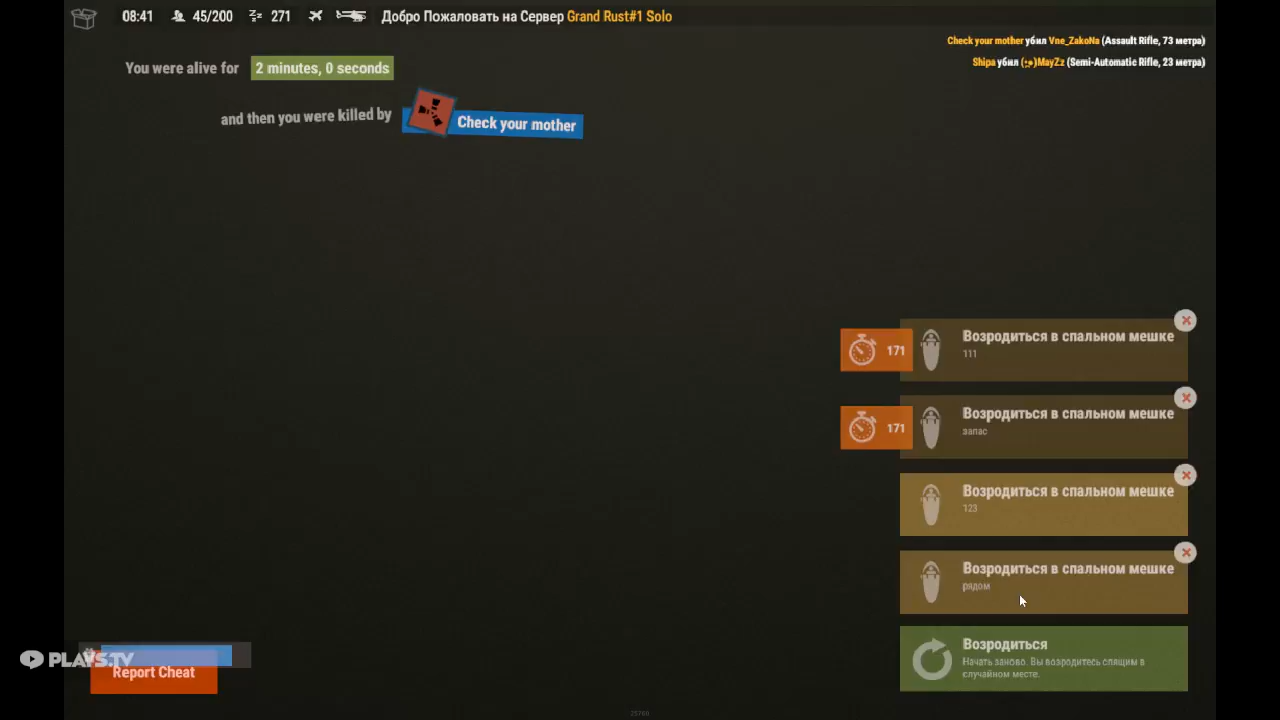 08:41 45/200 271 Добро Пожаловать на Сервер Grand Rust#1 Solo
Check your mother убил Vne_ZakoNa (Assault Rifle, 73 метра)
Shipa убил (;•)MayZz (Semi-Automatic Rifle, 23 метра)
You were alive for 2 minutes, 0 seconds
and then you were killed by Check your mother
171 Возродиться в спальном мешке
111
171 Возродиться в спальном мешке
запас
Возродиться в спальном мешке
123
Возродиться в спальном мешке
рядом
Возродиться
Начать заново. Вы возродитесь спящим в
случайном месте.
PLAYS.TV
Report Cheat